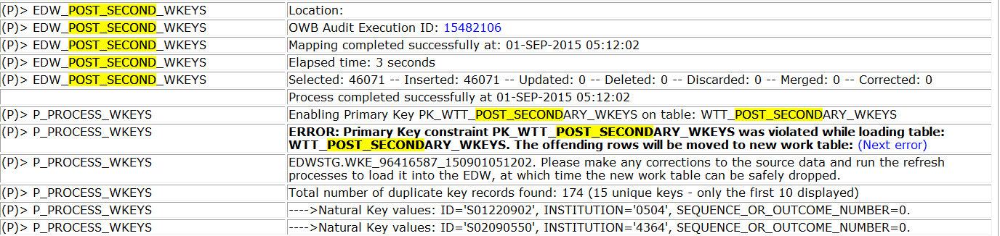 (P)> EDW_POST_SECOND_WKEYS Location:
(P)> EDW_POST_SECOND_WKEYS OWB Audit Execution ID: 15482106
(P)> EDW_POST_SECOND_WKEYS Mapping completed successfully at: 01-SEP-2015 05:12:02
(P)> EDW_POST_SECOND_WKEYS Elapsed time: 3 seconds
(P)> EDW_POST_SECOND_WKEYS Selected: 46071 -- Inserted: 46071 -- Updated: 0 -- Deleted: 0 -- Discarded: 0 -- Merged: 0 -- Corrected: 0
Process completed successfully at 01-SEP-2015 05:12:02
(P)> P_PROCESS_WKEYS Enabling Primary Key PK_WTT_POST_SECONDARY_WKEYS on table: WTT_POST_SECONDARY_WKEYS
(P)> P_PROCESS_WKEYS ERROR: Primary Key constraint PK_WTT_POST_SECONDARY_WKEYS was violated while loading table:
WTT_POST_SECONDARY_WKEYS. The offending rows will be moved to new work table: (Next error)
(P)> P_PROCESS_WKEYS EDWSTG.WKE_96416587_150901051202. Please make any corrections to the source data and run the refresh
processes to load it into the EDW, at which time the new work table can be safely dropped.
(P)> P_PROCESS_WKEYS Total number of duplicate key records found: 174 (15 unique keys - only the first 10 displayed)
(P)> P_PROCESS_WKEYS ---->Natural Key values: ID='S01220902', INSTITUTION='0504', SEQUENCE_OR_OUTCOME_NUMBER=0.
(P)> P_PROCESS_WKEYS ---->Natural Key values: ID='S02090550', INSTITUTION='4364', SEQUENCE_OR_OUTCOME_NUMBER=0.